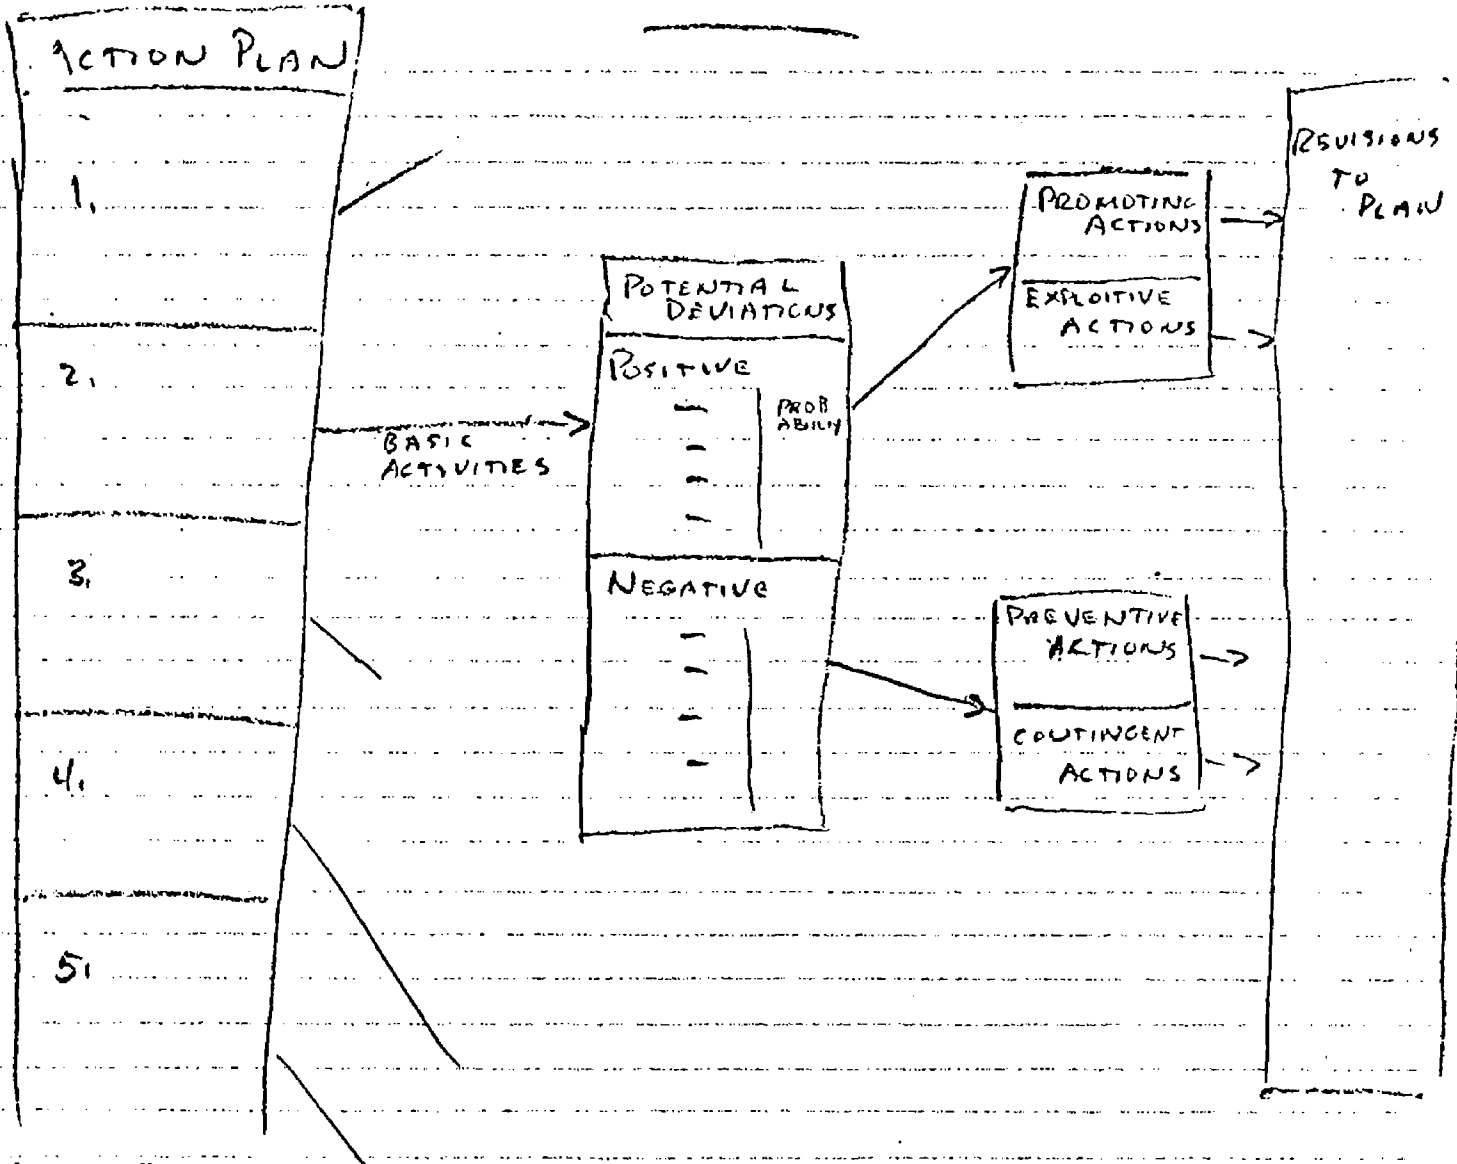 ACTION PLAN
1.
2.
3.
4.
5.
BASIC
ACTIVITIES
POTENTIAL
DEVIATIONS
POSITIVE
PROB
ABILITY
NEGATIVE
PROMOTING
ACTIONS
EXPLOITIVE
ACTIONS
PREVENTIVE
ACTIONS
CONTINGENT
ACTIONS
REVISIONS
TO
PLAN